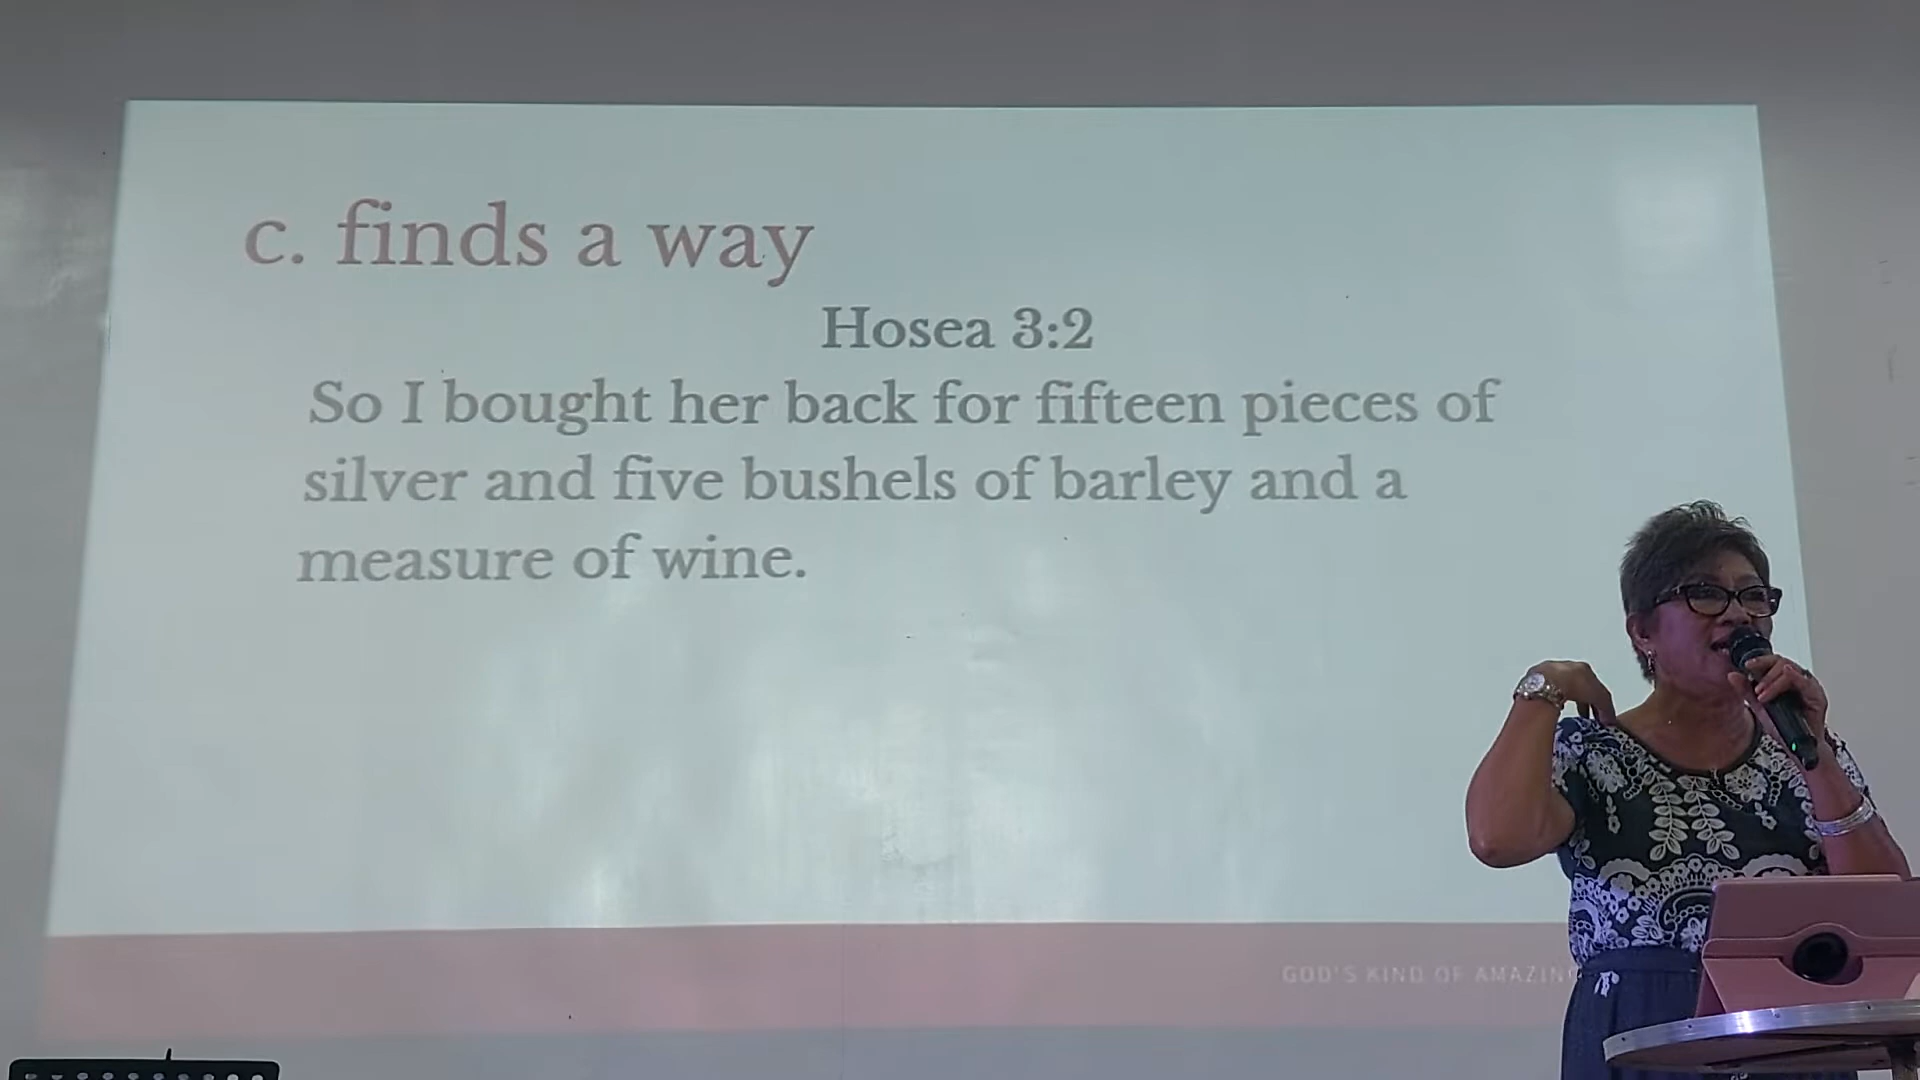 c. finds a way
Hosea 3:2
So I bought her back for fifteen pieces of
silver and five bushels of barley and a
measure of wine.
GOD'S KIND OF AMAZING